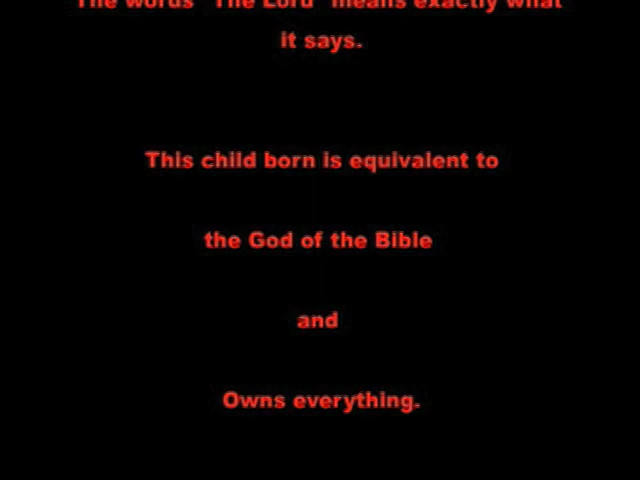 The words "The Lord" means exactly what
it says.
This child born is equivalent to
the God of the Bible
and
Owns everything.